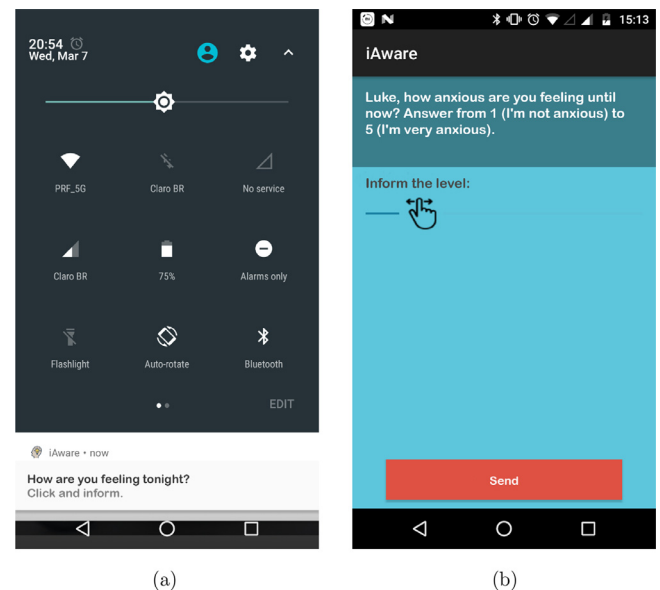 20:54
Wed, Mar 7
PRF_5G
Claro BR
No service
Claro BR
75%
Alarms only
Flashlight
Auto-rotate
Bluetooth
EDIT
iAware • now
How are you feeling tonight?
Click and inform.
(a)
15:13
iAware
Luke, how anxious are you feeling until
now? Answer from 1 (I'm not anxious) to
5 (I'm very anxious).
Inform the level:
Send
(b)